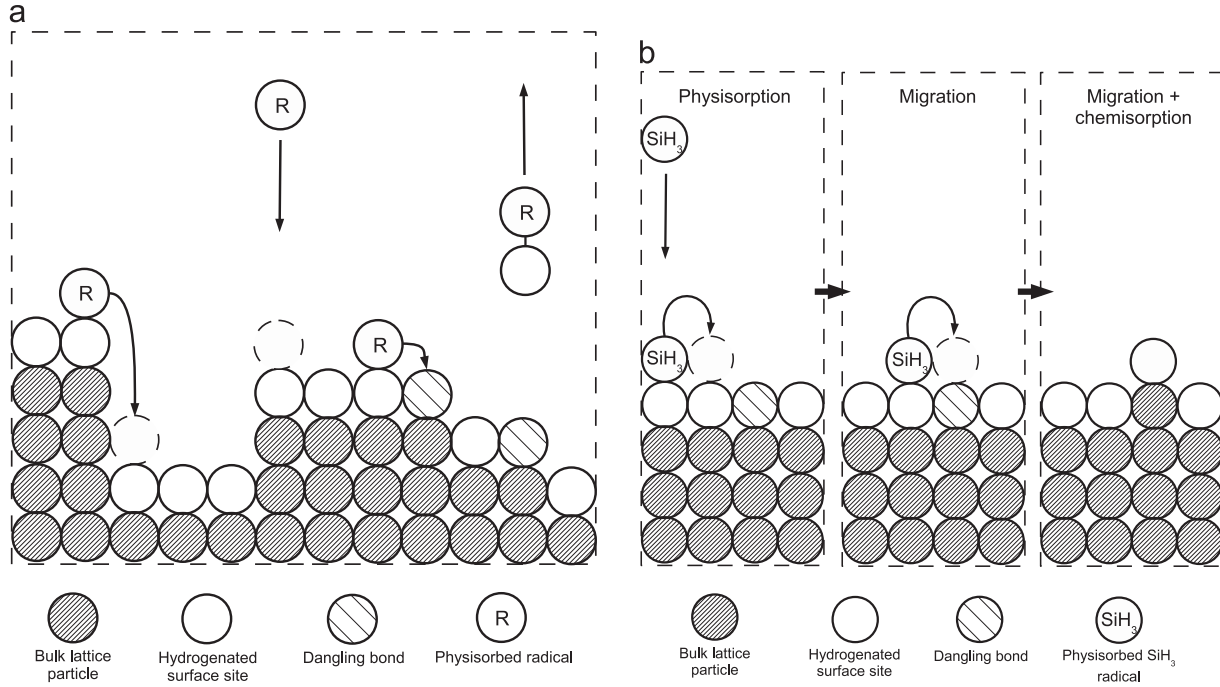 a
R
R
R
R
Bulk lattice
particle
Hydrogenated
surface site
Dangling bond
R
Physisorbed radical
b
Physisorption
Migration
Migration +
chemisorption
SiH₃
SiH₃
SiH₃
Bulk lattice
particle
Hydrogenated
surface site
Dangling bond
SiH₃
Physisorbed SiH₃
radical